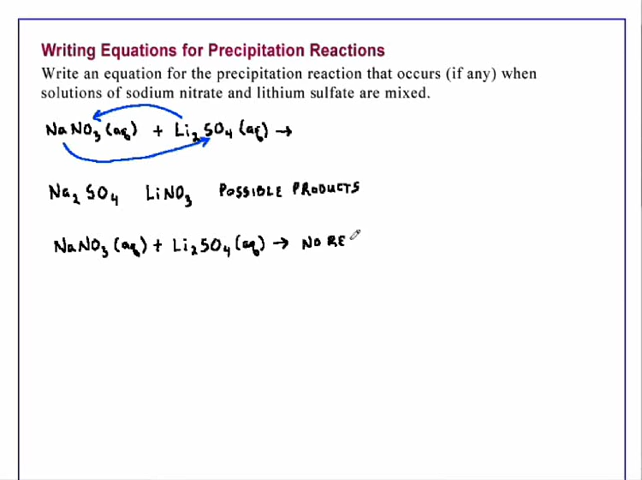 Writing Equations for Precipitation Reactions
Write an equation for the precipitation reaction that occurs (if any) when
solutions of sodium nitrate and lithium sulfate are mixed.
NaNO₃(aq) + Li₂SO₄(aq) →
Na₂SO₄ LiNO₃ POSSIBLE PRODUCTS
NaNO₃(aq) + Li₂SO₄(aq) → NO RE